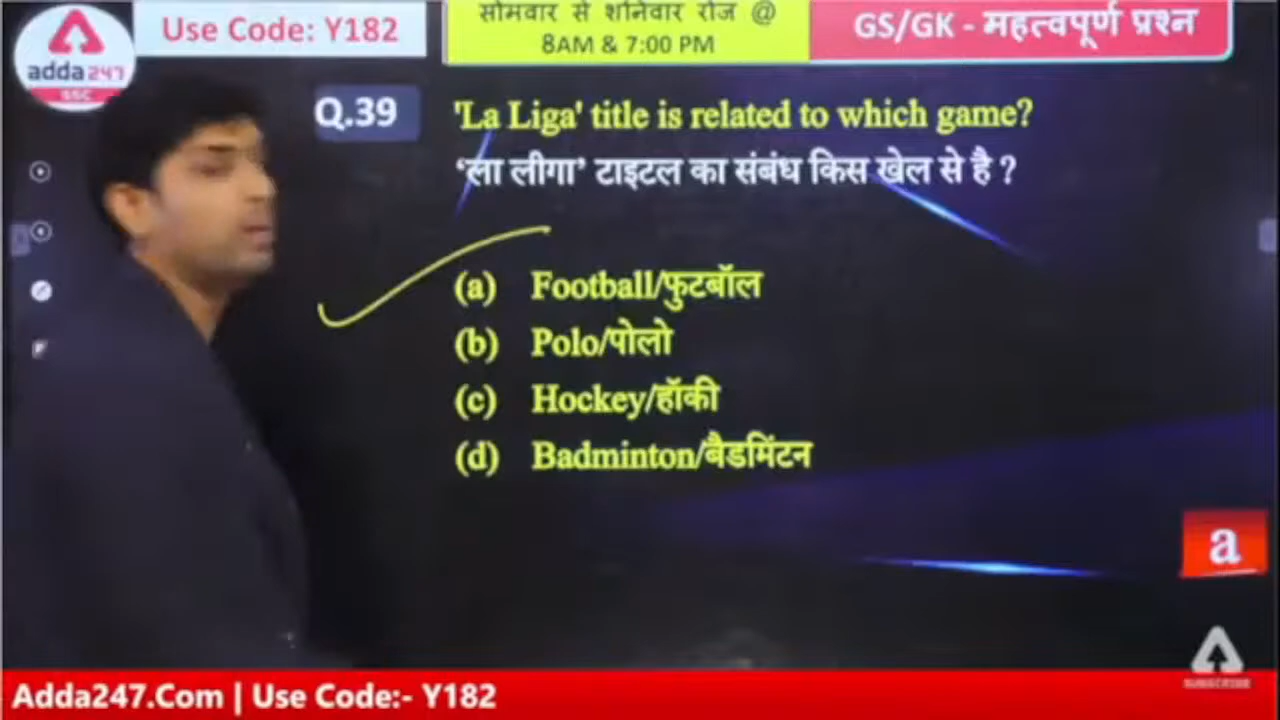 adda247
SSC
Use Code: Y182
सोमवार से शनिवार रोज @
8AM & 7:00 PM
GS/GK - महत्वपूर्ण प्रश्न
Q.39
'La Liga' title is related to which game?
‘ला लीगा’ टाइटल का संबंध किस खेल से है ?
(a) Football/फुटबॉल
(b) Polo/पोलो
(c) Hockey/हॉकी
(d) Badminton/बैडमिंटन
a
SUBSCRIBE
Adda247.Com | Use Code:- Y182